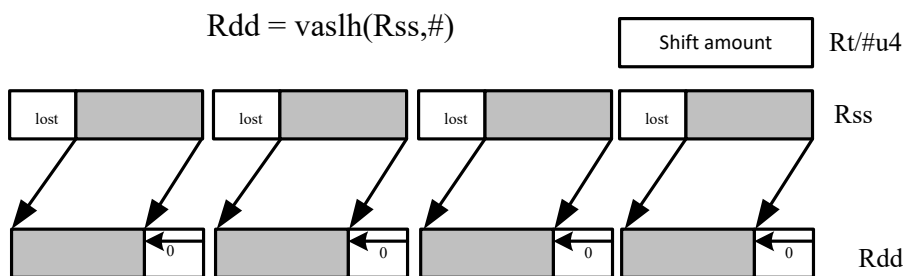 Rdd = vaslh(Rss,#)
Shift amount Rt/#u4
lost lost lost lost Rss
0 0 0 0
Rdd